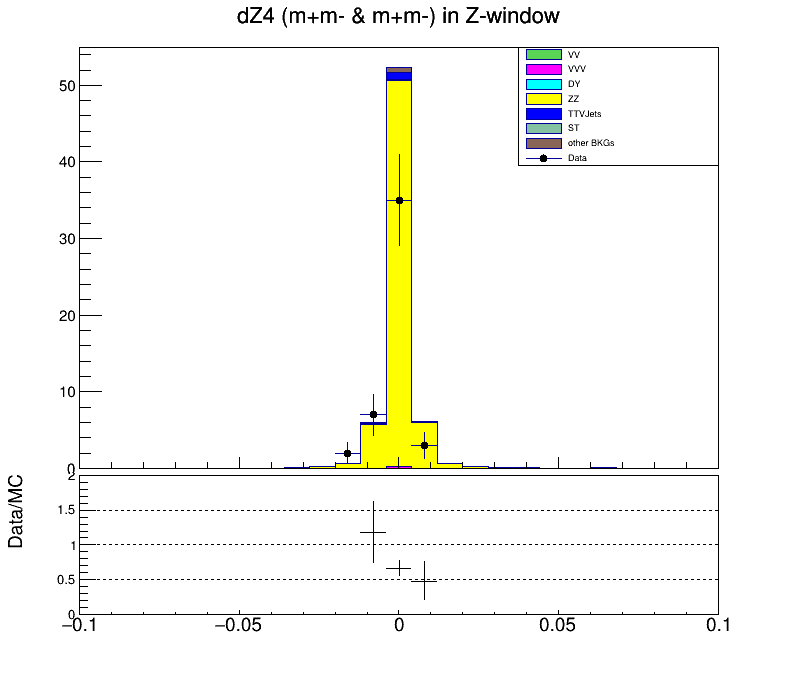 dZ4 (m+m- & m+m-) in Z-window
VV
VVV
DY
ZZ
TTVJets
ST
other BKGs
Data
50
40
30
20
10
0
Data/MC
2
1.5
1
0.5
0
−0.1 −0.05 0 0.05 0.1